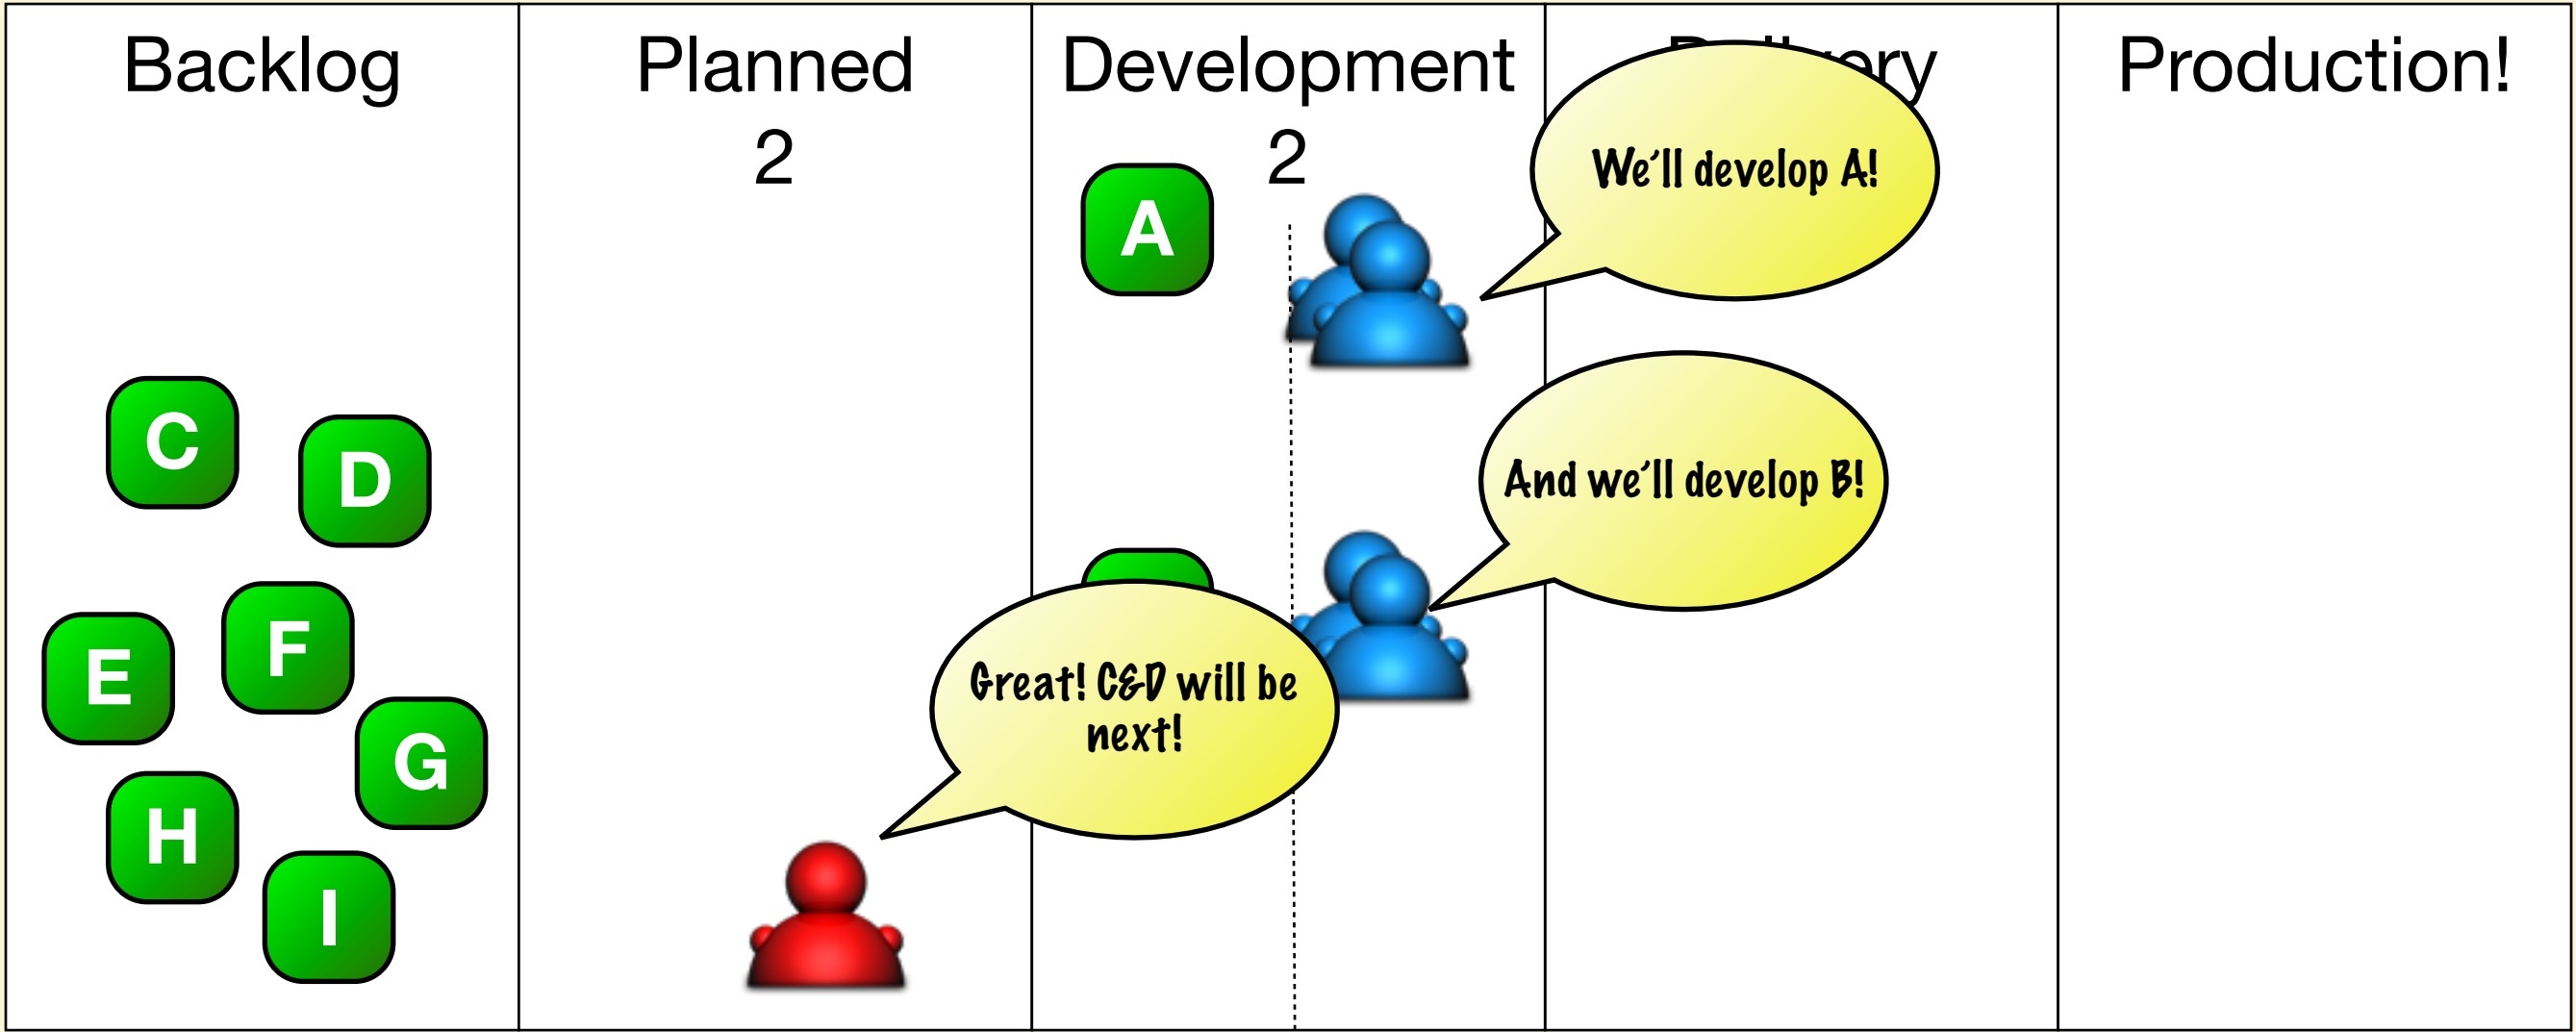 Backlog
Planned
2
Development
2
Production!
A
We'll develop A!
C
D
And we'll develop B!
E
F
G
Great! C&D will be
next!
H
I